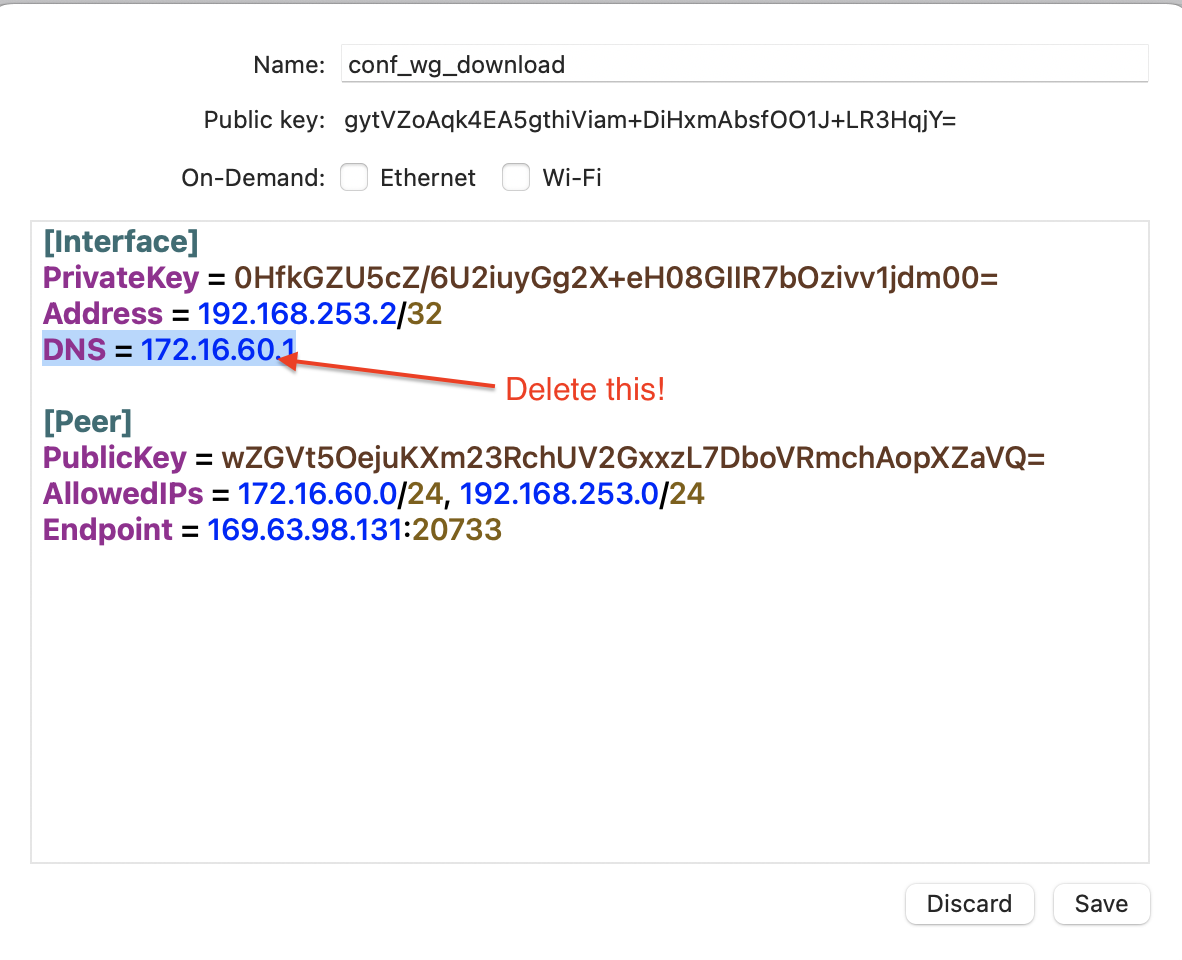 Name: conf_wg_download
Public key: gytVZoAqk4EA5gthiViam+DiHxmAbsfOO1J+LR3HqjY=
On-Demand: Ethernet Wi-Fi
[Interface]
PrivateKey = 0HfkGZU5cZ/6U2iuyGg2X+eH08GIIR7bOzivv1jdm00=
Address = 192.168.253.2/32
DNS = 172.16.60.1
Delete this!
[Peer]
PublicKey = wZGVt5OejuKXm23RchUV2GxxzL7DboVRmchAopXZaVQ=
AllowedIPs = 172.16.60.0/24, 192.168.253.0/24
Endpoint = 169.63.98.131:20733
Discard Save